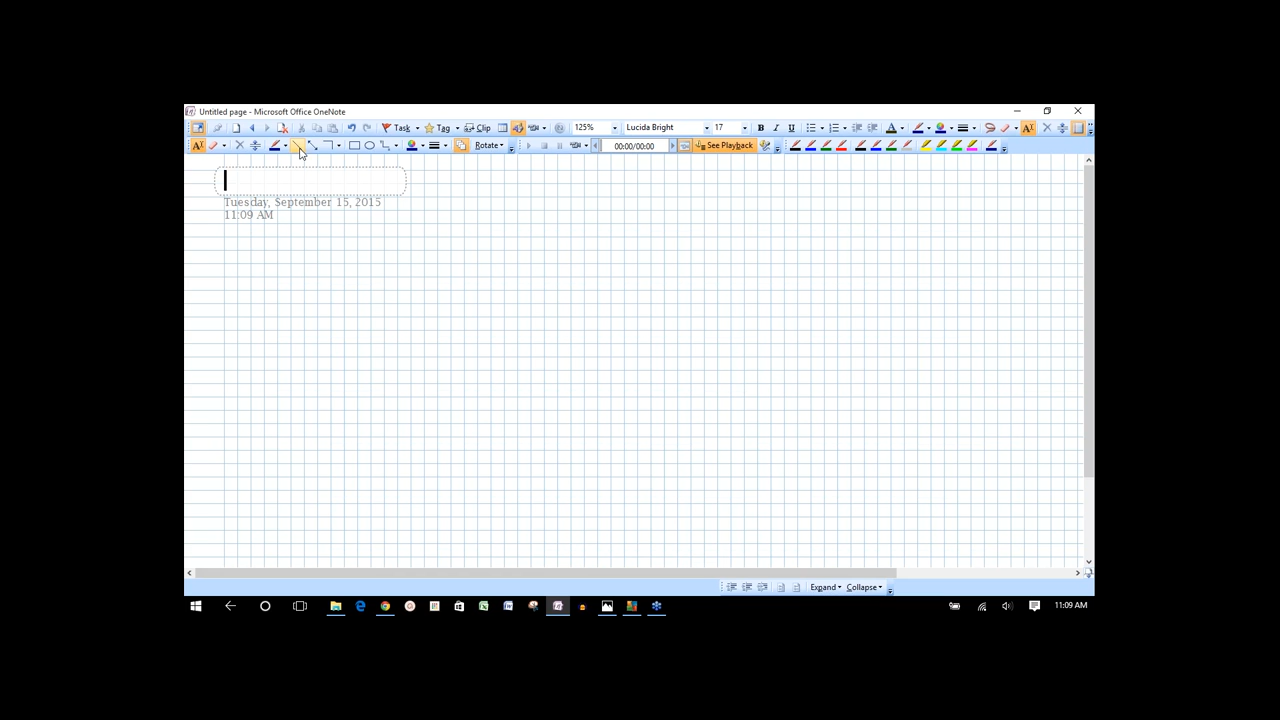 Untitled page - Microsoft Office OneNote
Task Tag Clip 125% Lucida Bright 17 B I U A
Rotate 00:00/00:00 See Playback
Tuesday, September 15, 2015
11:09 AM
Expand Collapse
11:09 AM